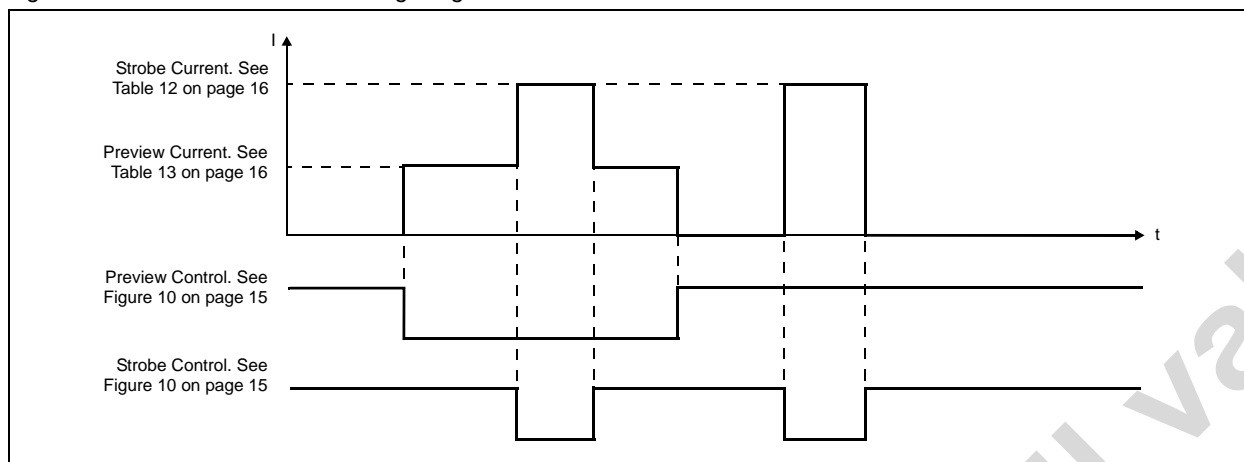 I
Strobe Current. See
Table 12 on page 16
Preview Current. See
Table 13 on page 16
t
Preview Control. See
Figure 10 on page 15
Strobe Control. See
Figure 10 on page 15